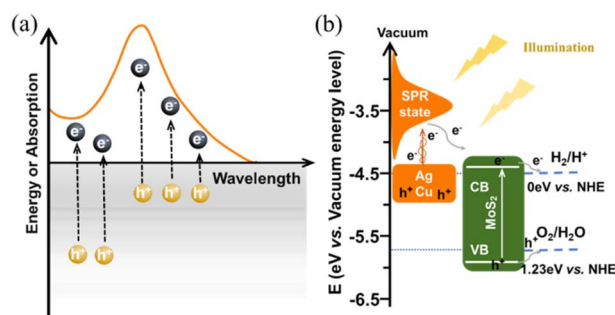 (a)
Energy or Absorption
e-
e-
e-
e-
e-
Wavelength
h+
h+
h+
h+
h+
(b)
Vacuum
Illumination
E (eV vs. Vacuum energy level)
-3.5
-4.5
-5.5
-6.5
SPR
state
e-
e-
e-
Ag
h+ Cu h+
e-
e-
H2/H+
0eV vs. NHE
CB
MoS2
VB
h+
h+
O2/H2O
1.23eV vs. NHE